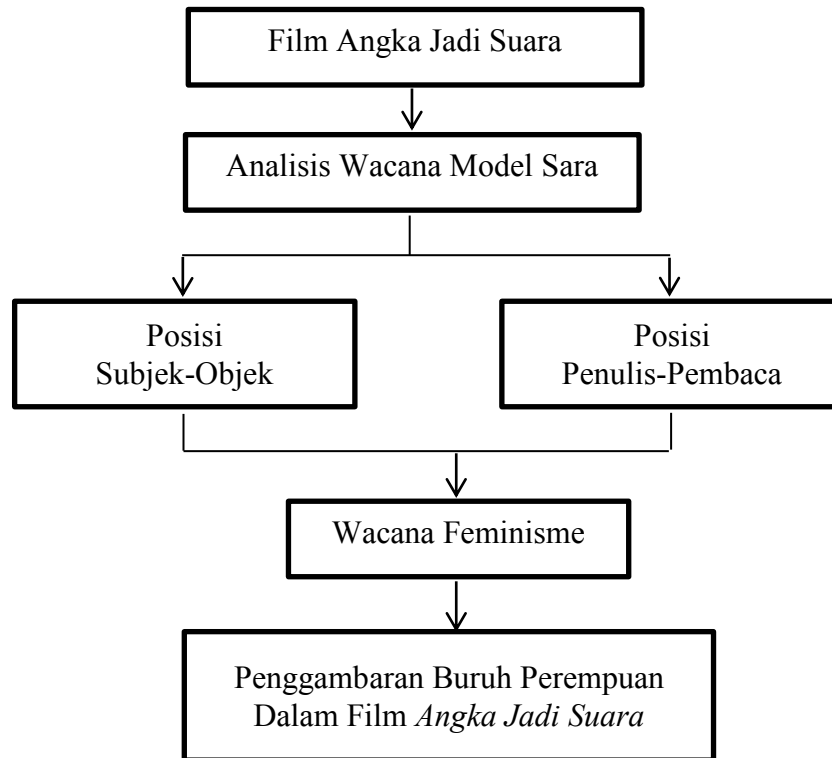 Film Angka Jadi Suara
Analisis Wacana Model Sara
Posisi
Subjek-Objek
Posisi
Penulis-Pembaca
Wacana Feminisme
Penggambaran Buruh Perempuan
Dalam Film Angka Jadi Suara